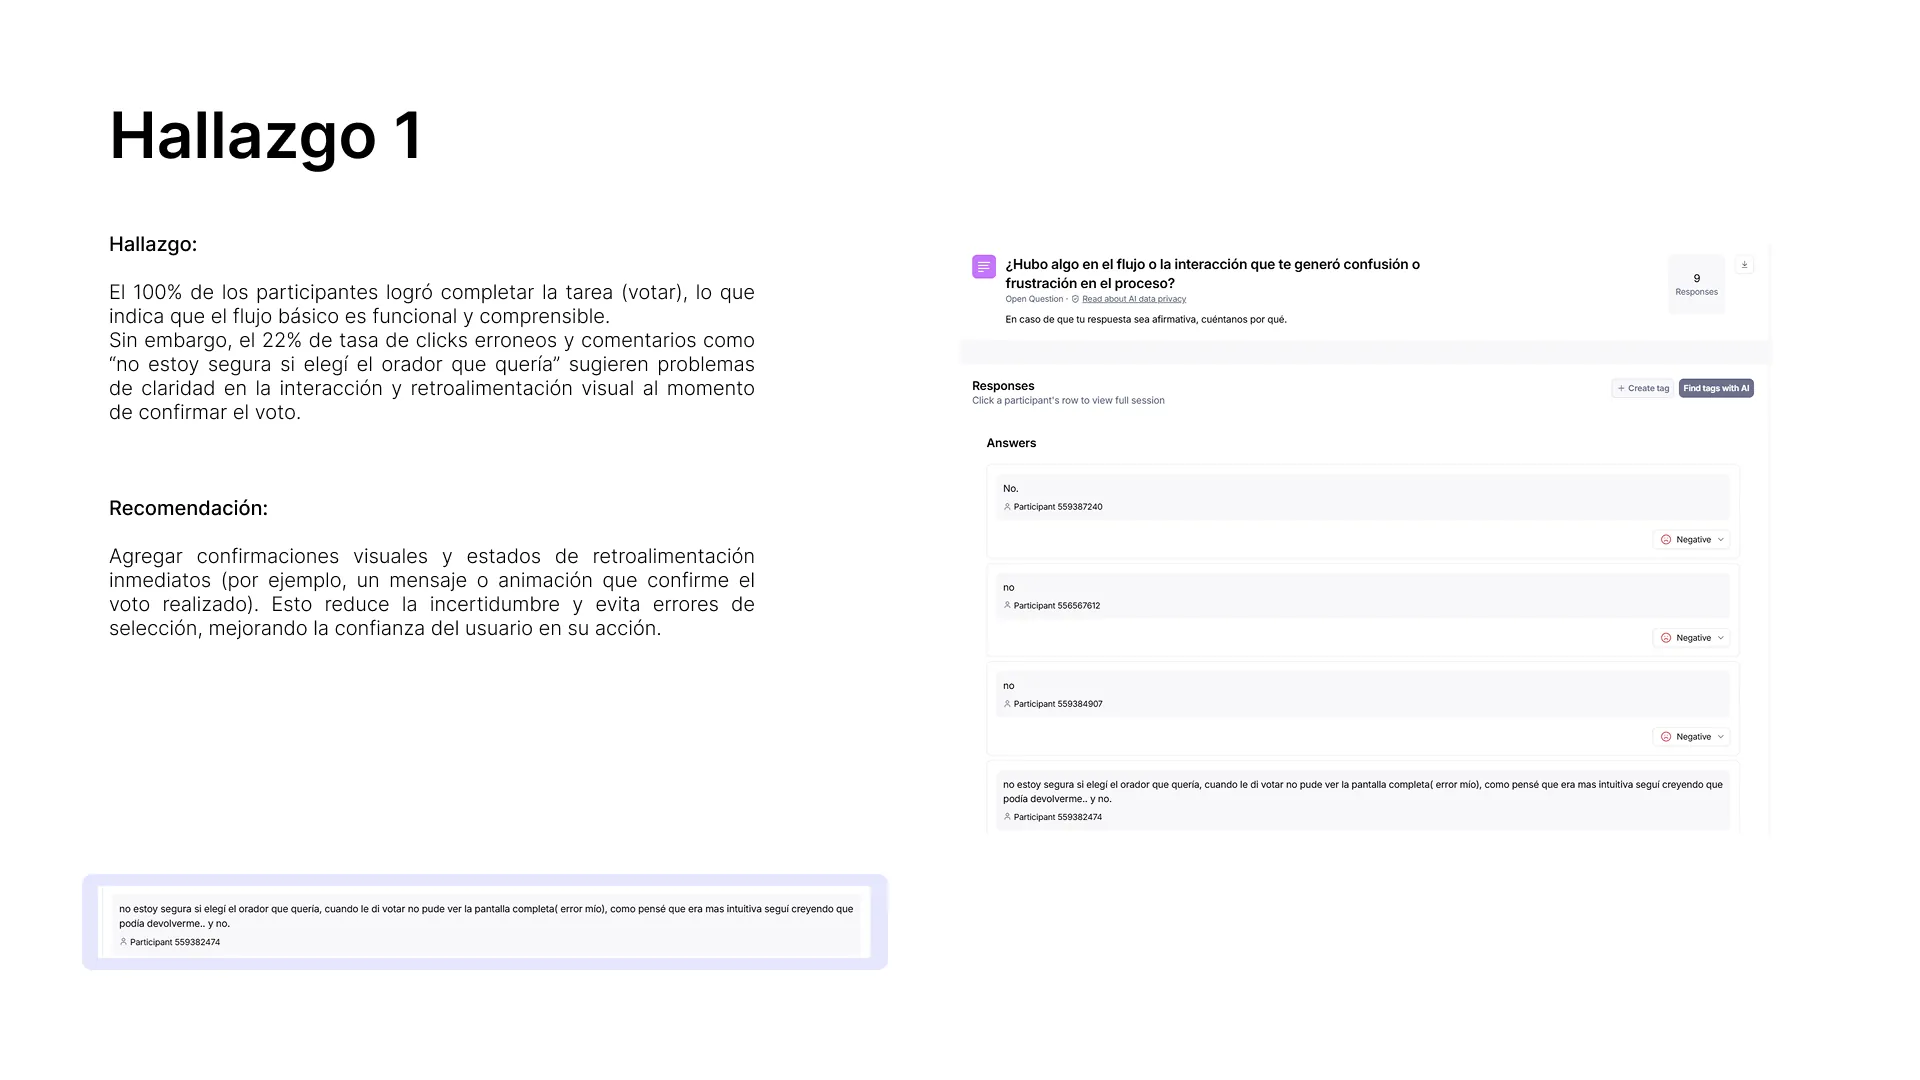 Hallazgo 1
Hallazgo:
El 100% de los participantes logró completar la tarea (votar), lo que
indica que el flujo básico es funcional y comprensible.
Sin embargo, el 22% de tasa de clicks erroneos y comentarios como
“no estoy segura si elegí el orador que quería” sugieren problemas
de claridad en la interacción y retroalimentación visual al momento
de confirmar el voto.
Recomendación:
Agregar confirmaciones visuales y estados de retroalimentación
inmediatos (por ejemplo, un mensaje o animación que confirme el
voto realizado). Esto reduce la incertidumbre y evita errores de
selección, mejorando la confianza del usuario en su acción.
no estoy segura si elegí el orador que quería, cuando le di votar no pude ver la pantalla completa( error mío), como pensé que era mas intuitiva seguí creyendo que
podía devolverme.. y no.
Participant 559382474
¿Hubo algo en el flujo o la interacción que te generó confusión o
frustración en el proceso?
Open Question · Read about AI data privacy
En caso de que tu respuesta sea afirmativa, cuéntanos por qué.
9
Responses
Responses
Click a participant's row to view full session
+ Create tag
Find tags with AI
Answers
No.
Participant 559387240
Negative
no
Participant 556567612
Negative
no
Participant 559384907
Negative
no estoy segura si elegí el orador que quería, cuando le di votar no pude ver la pantalla completa( error mío), como pensé que era mas intuitiva seguí creyendo que
podía devolverme.. y no.
Participant 559382474